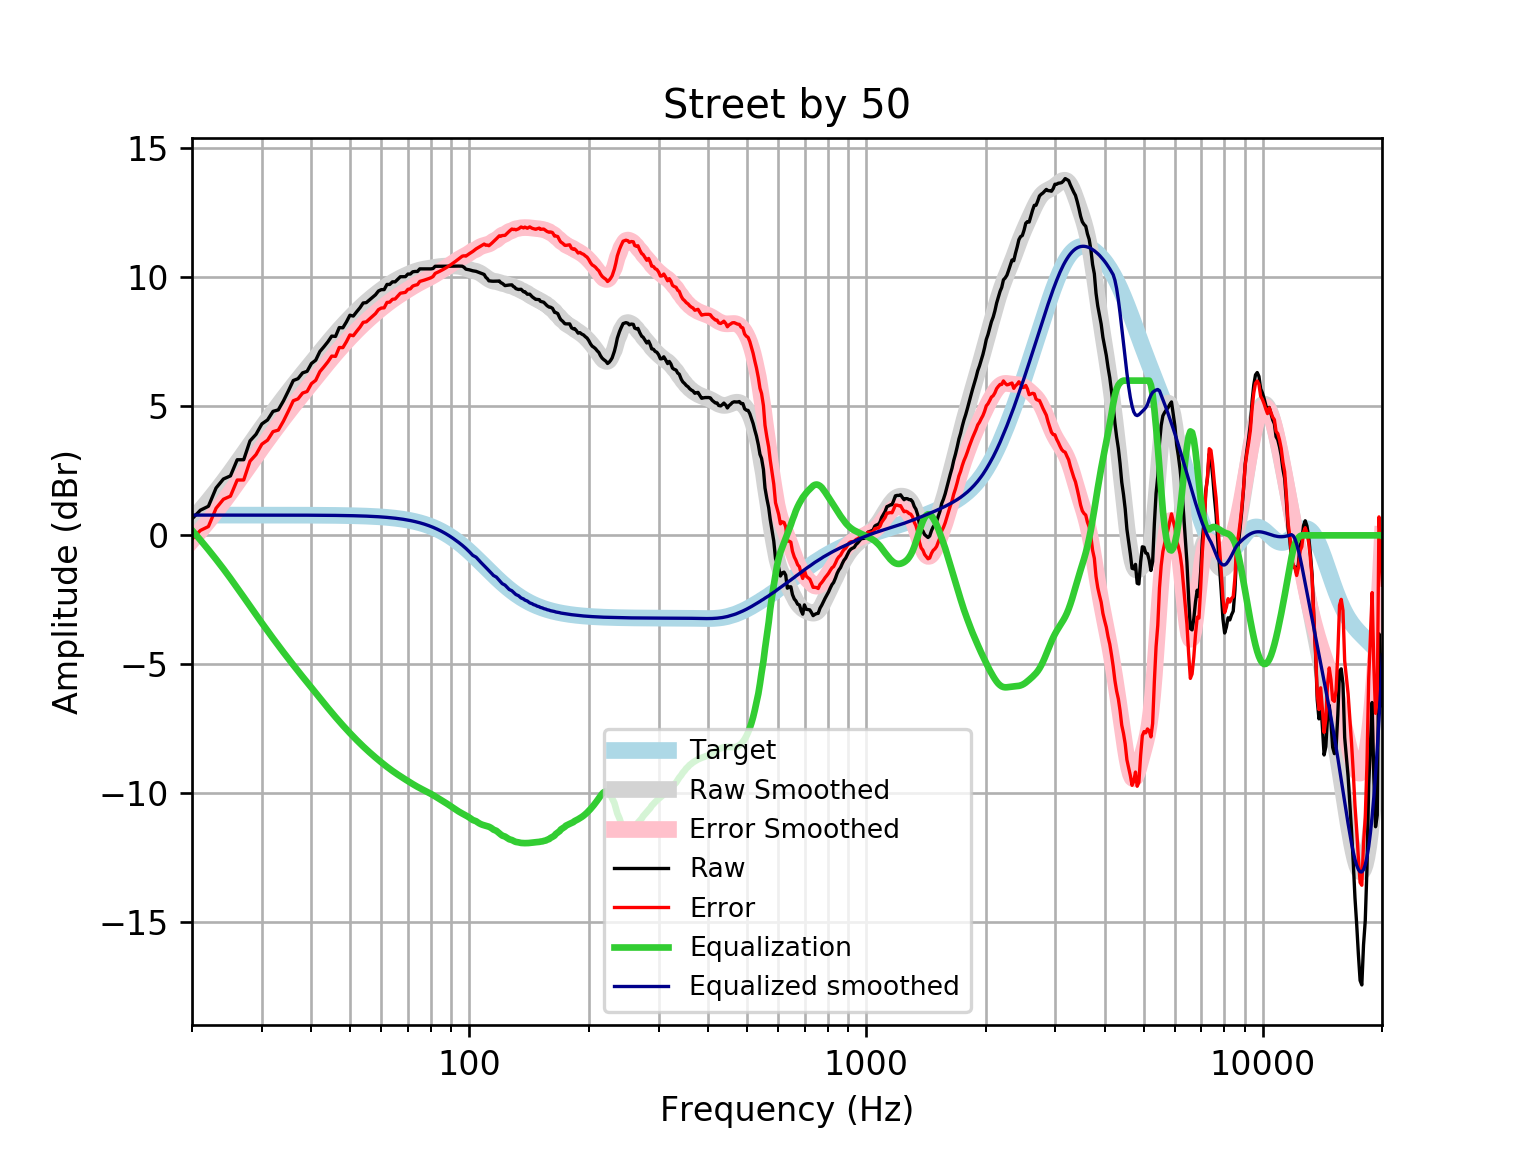 Street by 50
15
10
5
0
−5
−10
−15
Amplitude (dBr)
Target
Raw Smoothed
Error Smoothed
Raw
Error
Equalization
Equalized smoothed
100 1000 10000
Frequency (Hz)